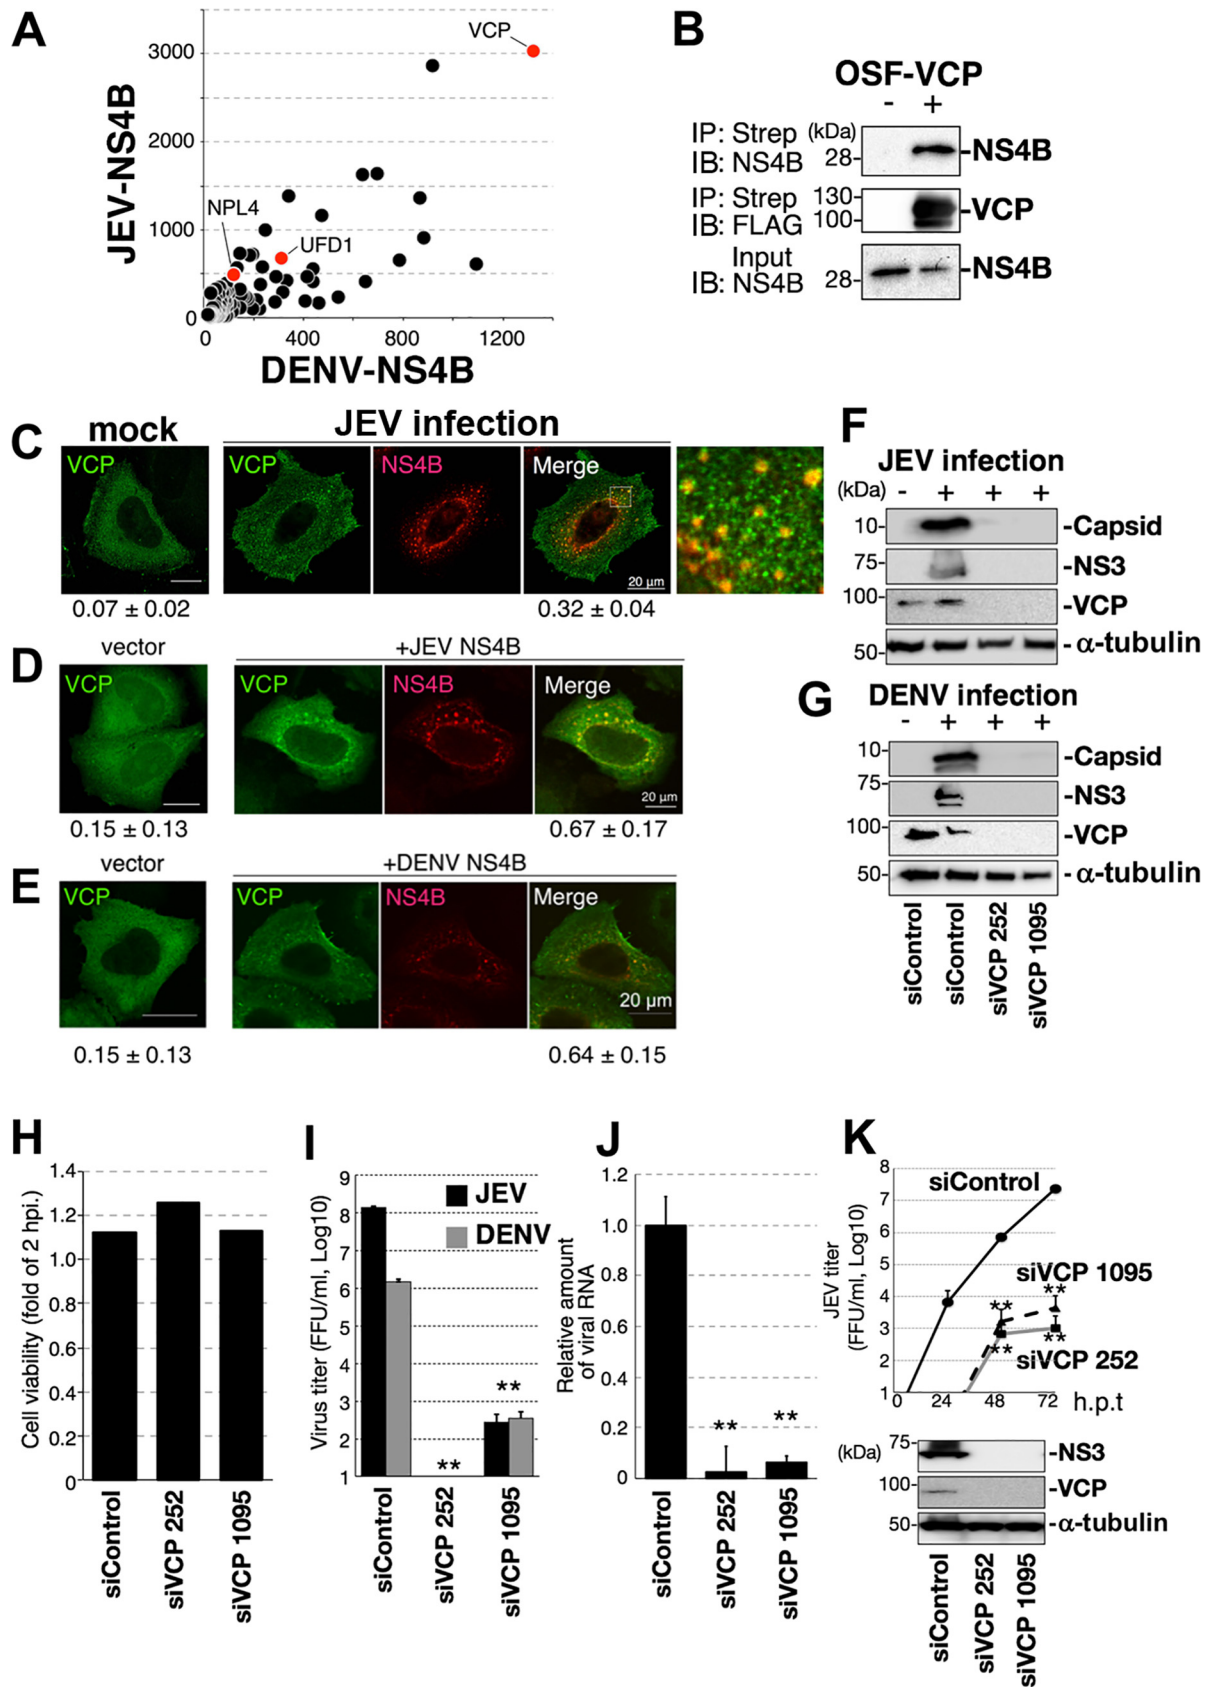 A
JEV-NS4B
3000
2000
1000
0
VCP
NPL4
UFD1
0 400 800 1200
DENV-NS4B
B
OSF-VCP
- +
IP: Strep (kDa)
IB: NS4B 28- -NS4B
IP: Strep 130-
IB: FLAG 100- -VCP
Input
IB: NS4B 28- -NS4B
C
mock JEV infection
VCP VCP NS4B Merge
20 µm
0.07 ± 0.02 0.32 ± 0.04
D
vector +JEV NS4B
VCP VCP NS4B Merge
20 µm
0.15 ± 0.13 0.67 ± 0.17
E
vector +DENV NS4B
VCP VCP NS4B Merge
20 µm
0.15 ± 0.13 0.64 ± 0.15
F
JEV infection
(kDa) - + + +
10- -Capsid
75- -NS3
100- -VCP
50- -α-tubulin
G
DENV infection
- + + +
10- -Capsid
75- -NS3
100- -VCP
50- -α-tubulin
siControl
siControl
siVCP 252
siVCP 1095
H
Cell viability (fold of 2 hpi.)
1.4
1.2
1.0
0.8
0.6
0.4
0.2
0
siControl
siVCP 252
siVCP 1095
I
Virus titer (FFU/ml, Log10)
9
8
7
6
5
4
3
2
1
JEV
DENV
**
**
siControl
siVCP 252
siVCP 1095
J
Relative amount
of viral RNA
1.2
1.0
0.8
0.6
0.4
0.2
0
** **
siControl
siVCP 252
siVCP 1095
K
JEV titer
(FFU/ml, Log10)
8
7
6
5
4
3
2
1
siControl
siVCP 1095
** **
** **
siVCP 252
0 24 48 72 h.p.t
(kDa) 75- -NS3
100- -VCP
50- -α-tubulin
siControl
siVCP 252
siVCP 1095